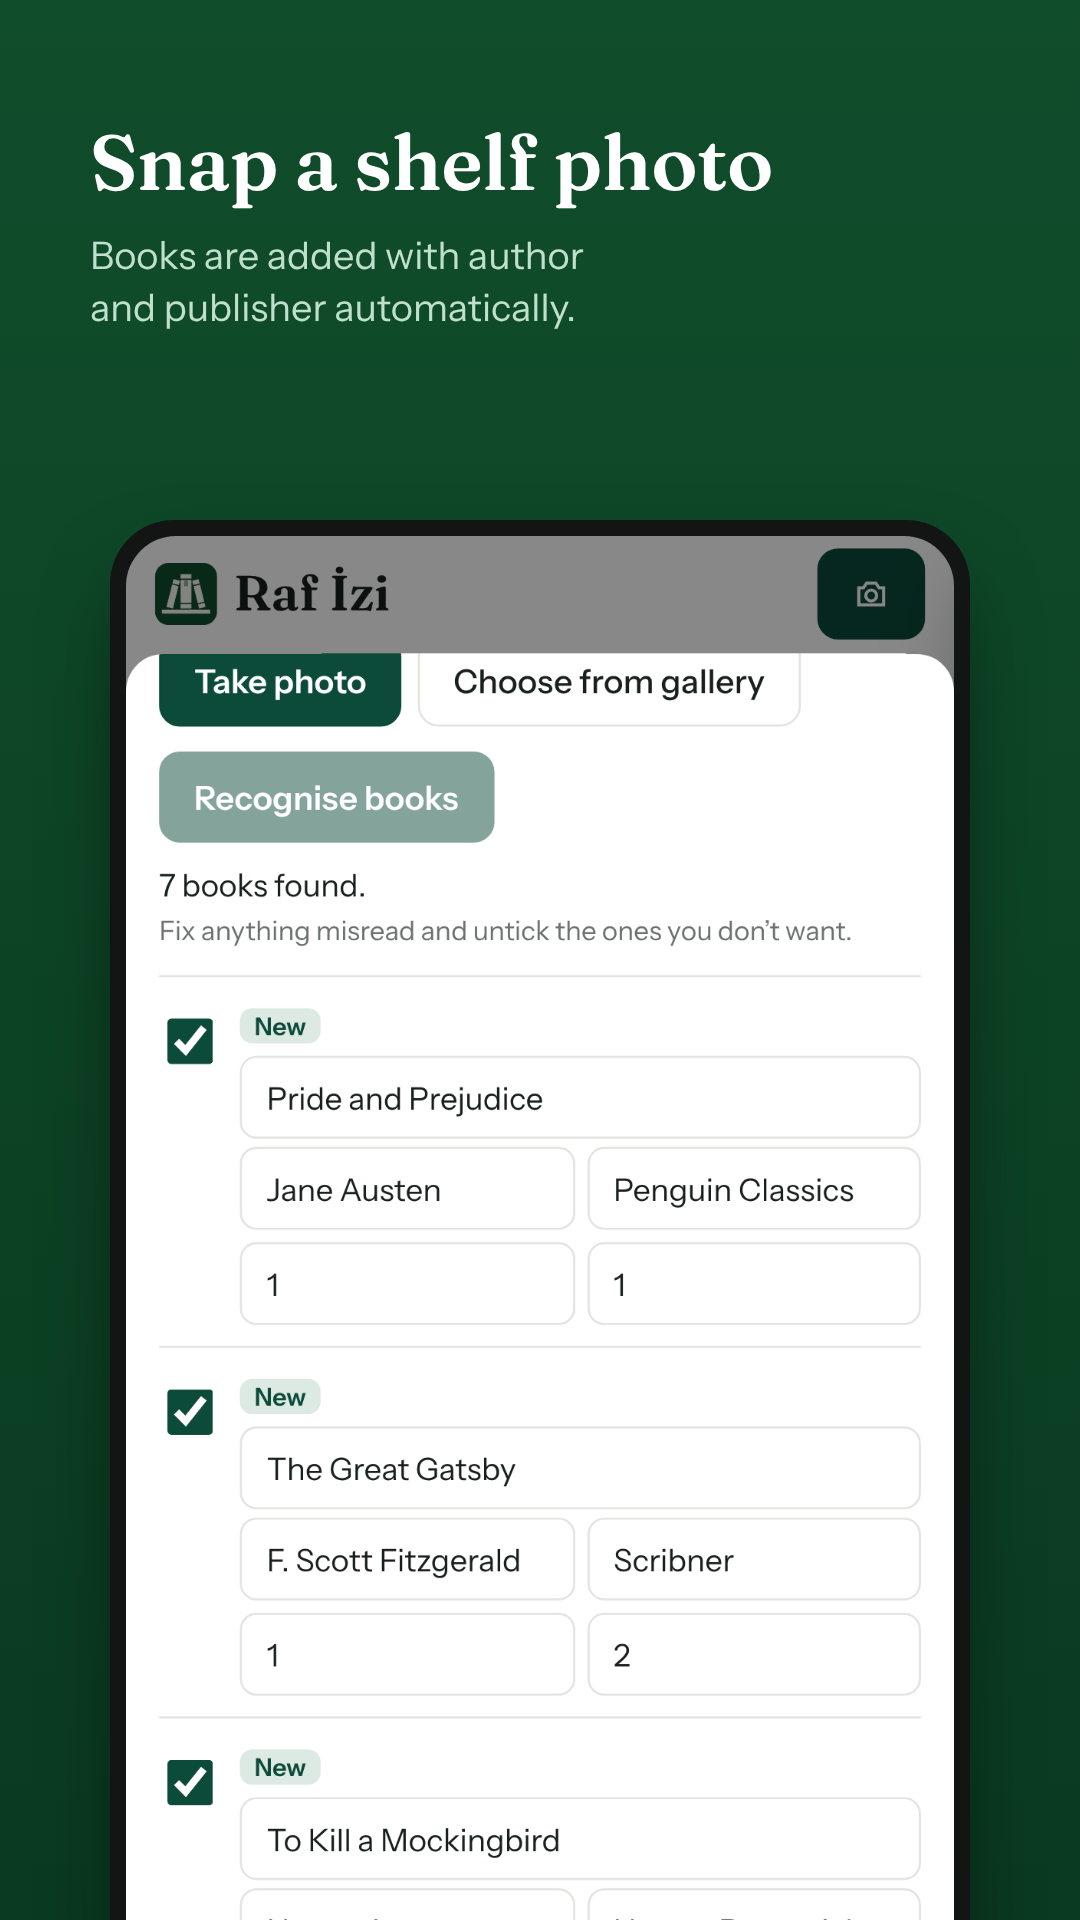 Snap a shelf photo
Books are added with author
and publisher automatically.
Raf İzi
Take photo
Choose from gallery
Recognise books
7 books found.
Fix anything misread and untick the ones you don’t want.
New
Pride and Prejudice
Jane Austen
Penguin Classics
1
1
New
The Great Gatsby
F. Scott Fitzgerald
Scribner
1
2
New
To Kill a Mockingbird